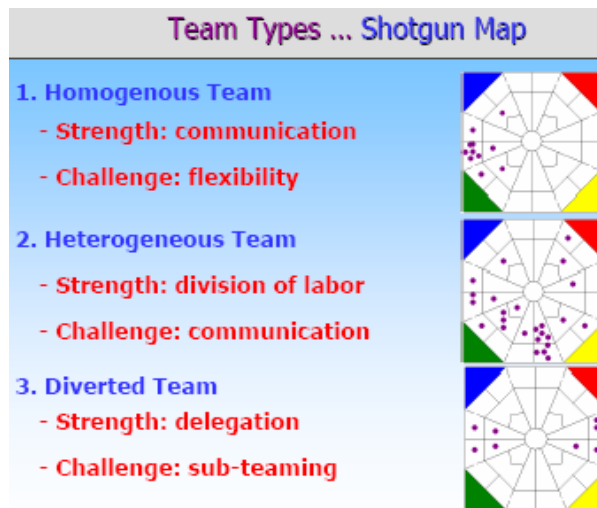 Team Types ... Shotgun Map
1. Homogenous Team
- Strength: communication
- Challenge: flexibility
2. Heterogeneous Team
- Strength: division of labor
- Challenge: communication
3. Diverted Team
- Strength: delegation
- Challenge: sub-teaming